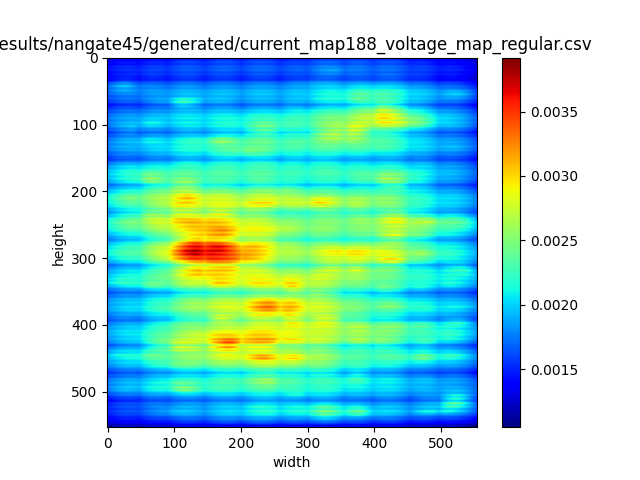 esults/nangate45/generated/current_map188_voltage_map_regular.csv
0
100
200
300
400
500
height
0 100 200 300 400 500
width
0.0035
0.0030
0.0025
0.0020
0.0015